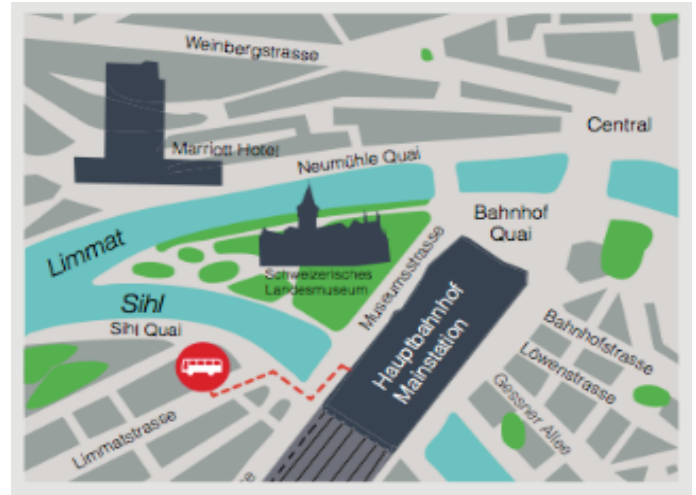 Weinbergstrasse
Central
Marriott Hotel
Neumühle Quai
Bahnhof
Quai
Limmat
Schweizerisches
Landesmuseum
Museumsstrasse
Sihl
Sihl Quai
Hauptbahnhof
Mainstation
Bahnhofstrasse
Löwenstrasse
Gessner Allee
Limmatstrasse